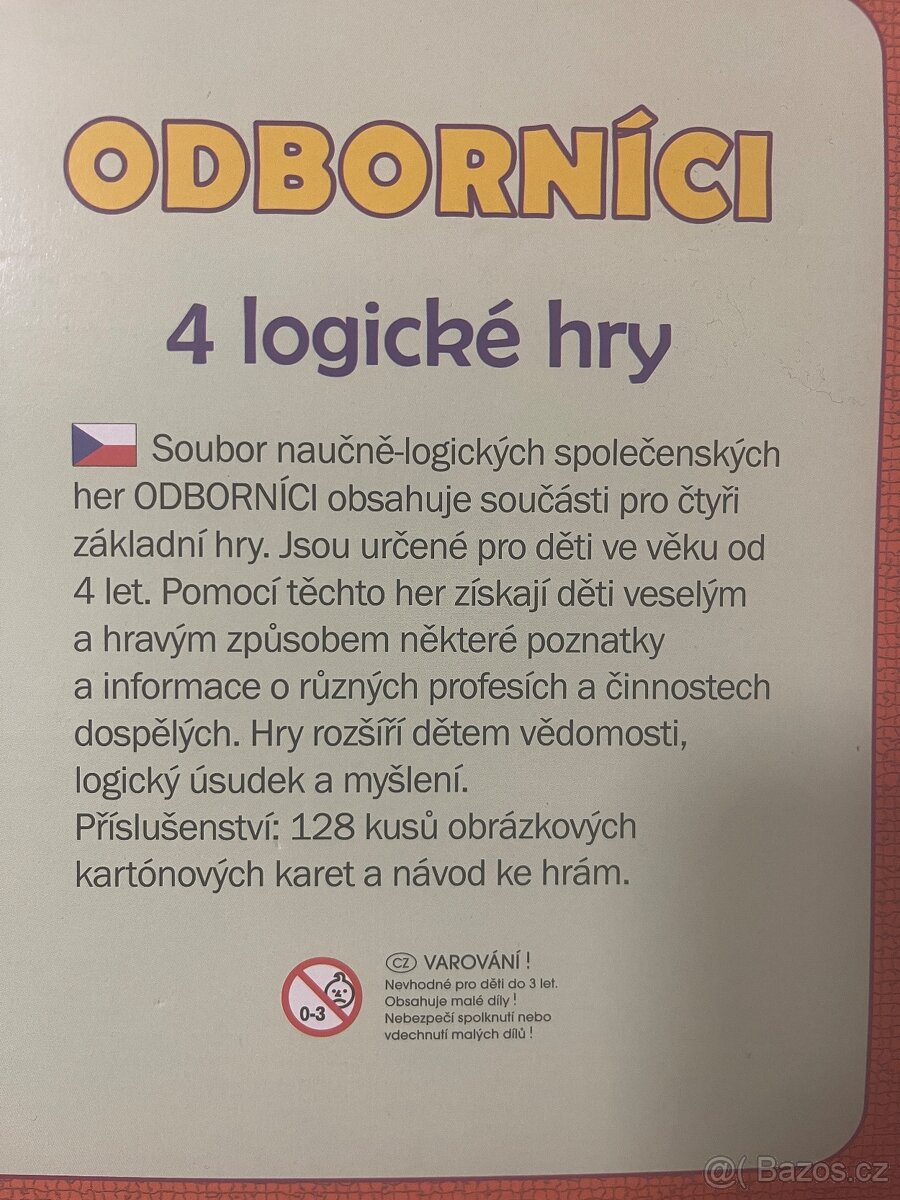 ODBORNÍCI
4 logické hry
Soubor naučně-logických společenských
her ODBORNÍCI obsahuje součásti pro čtyři
základní hry. Jsou určené pro děti ve věku od
4 let. Pomocí těchto her získají děti veselým
a hravým způsobem některé poznatky
a informace o různých profesích a činnostech
dospělých. Hry rozšíří dětem vědomosti,
logický úsudek a myšlení.
Příslušenství: 128 kusů obrázkových
kartónových karet a návod ke hrám.
CZ VAROVÁNÍ !
Nevhodné pro děti do 3 let.
Obsahuje malé díly !
Nebezpečí spolknutí nebo
vdechnutí malých dílů !
0-3
@( Bazos.cz